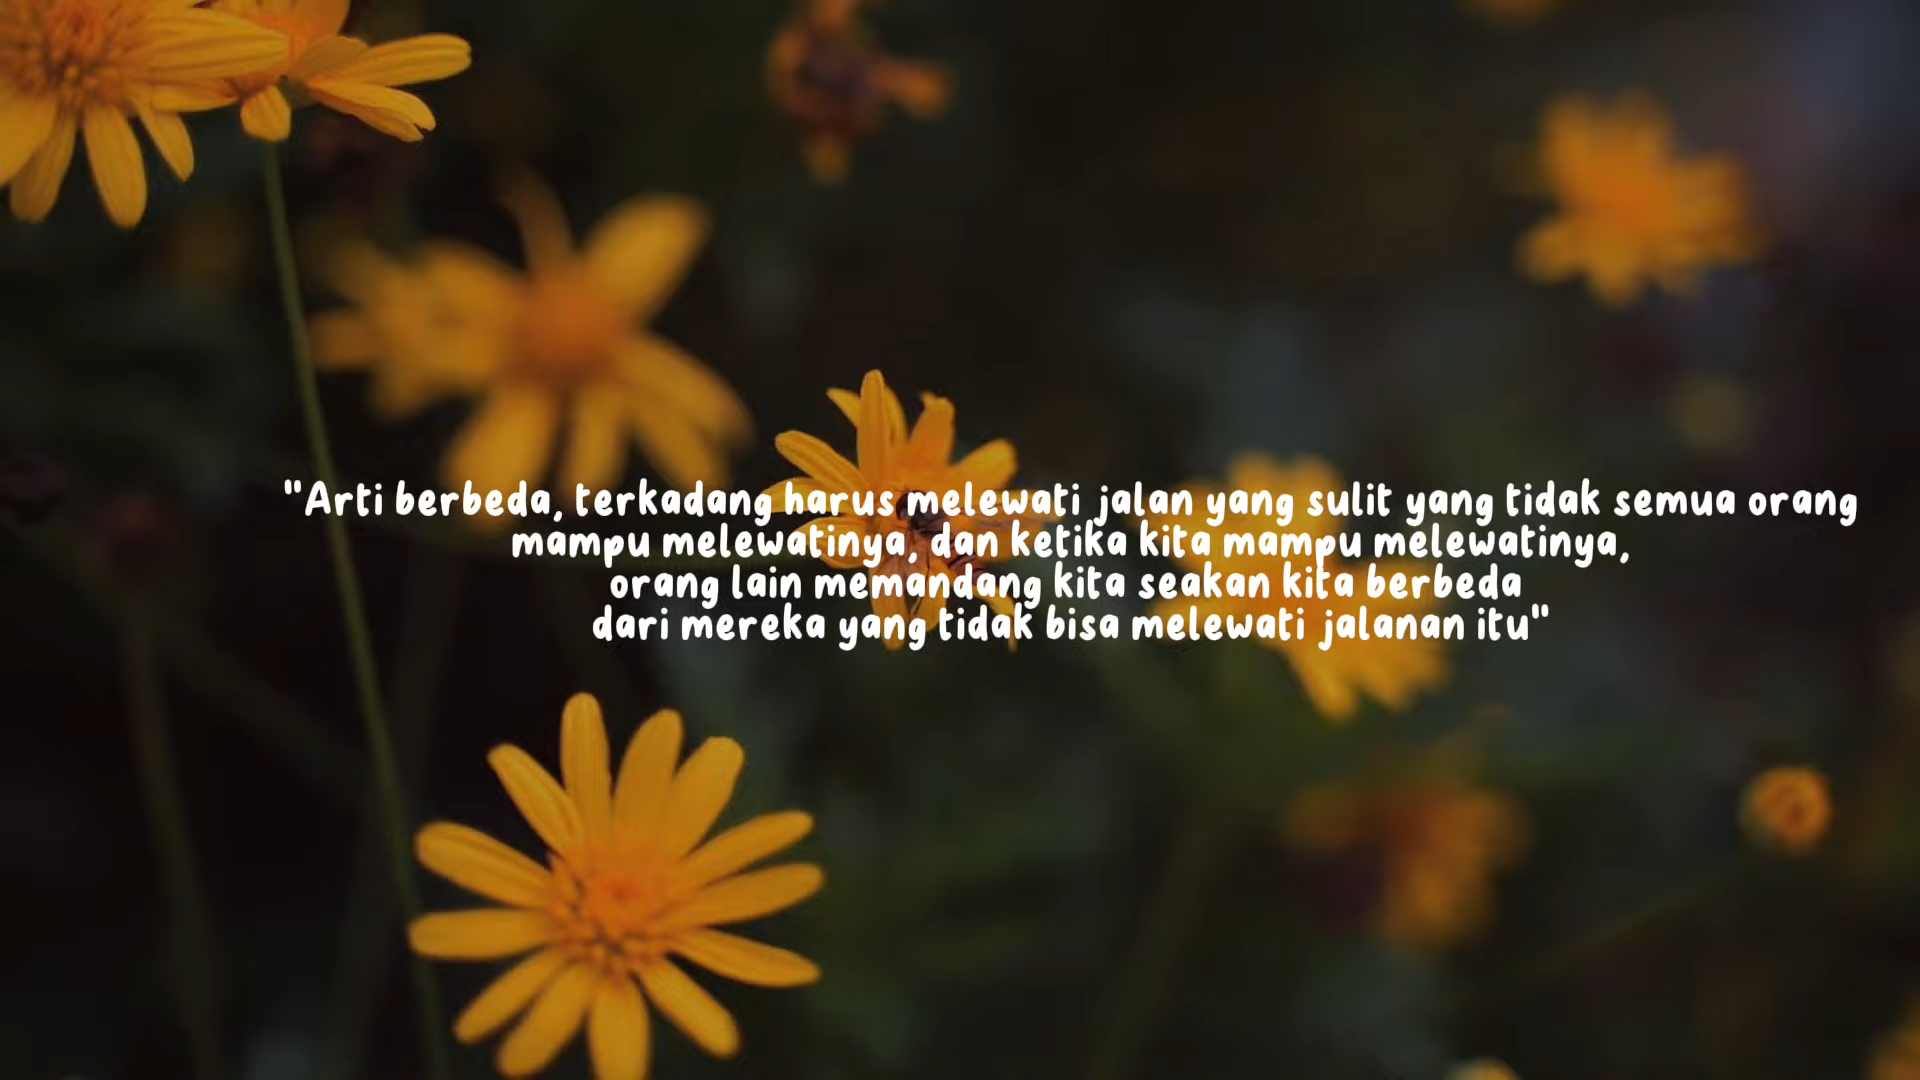 "Arti berbeda, terkadang harus melewati jalan yang sulit yang tidak semua orang
mampu melewatinya, dan ketika kita mampu melewatinya,
orang lain memandang kita seakan kita berbeda
dari mereka yang tidak bisa melewati jalanan itu"